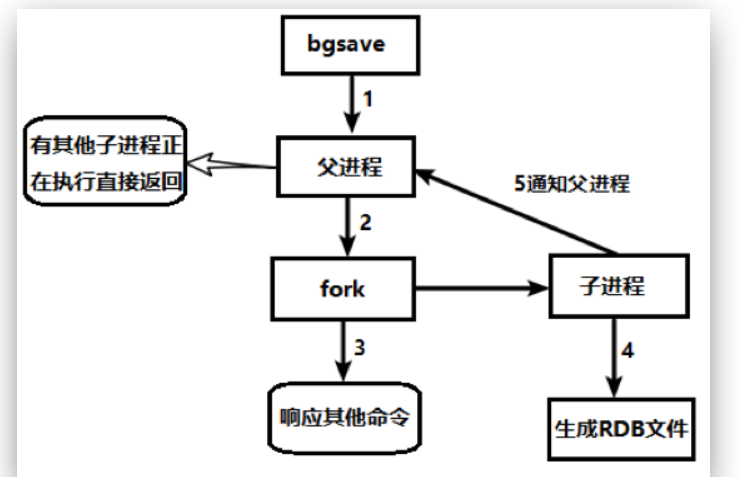 bgsave
1
有其他子进程正
在执行直接返回
父进程
5通知父进程
2
fork
子进程
3
4
响应其他命令
生成RDB文件